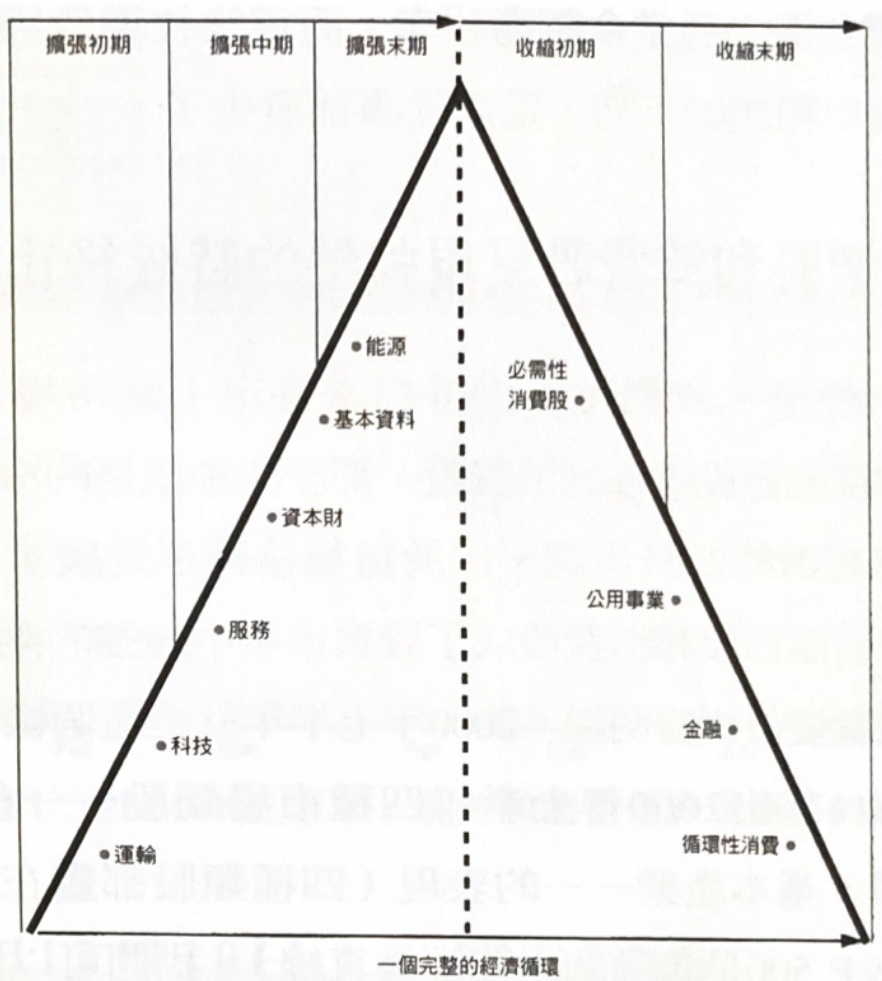 擴張初期
擴張中期
擴張末期
收縮初期
收縮末期
能源
必需性
消費股
基本資料
資本財
公用事業
服務
金融
科技
循環性消費
運輸
一個完整的經濟循環